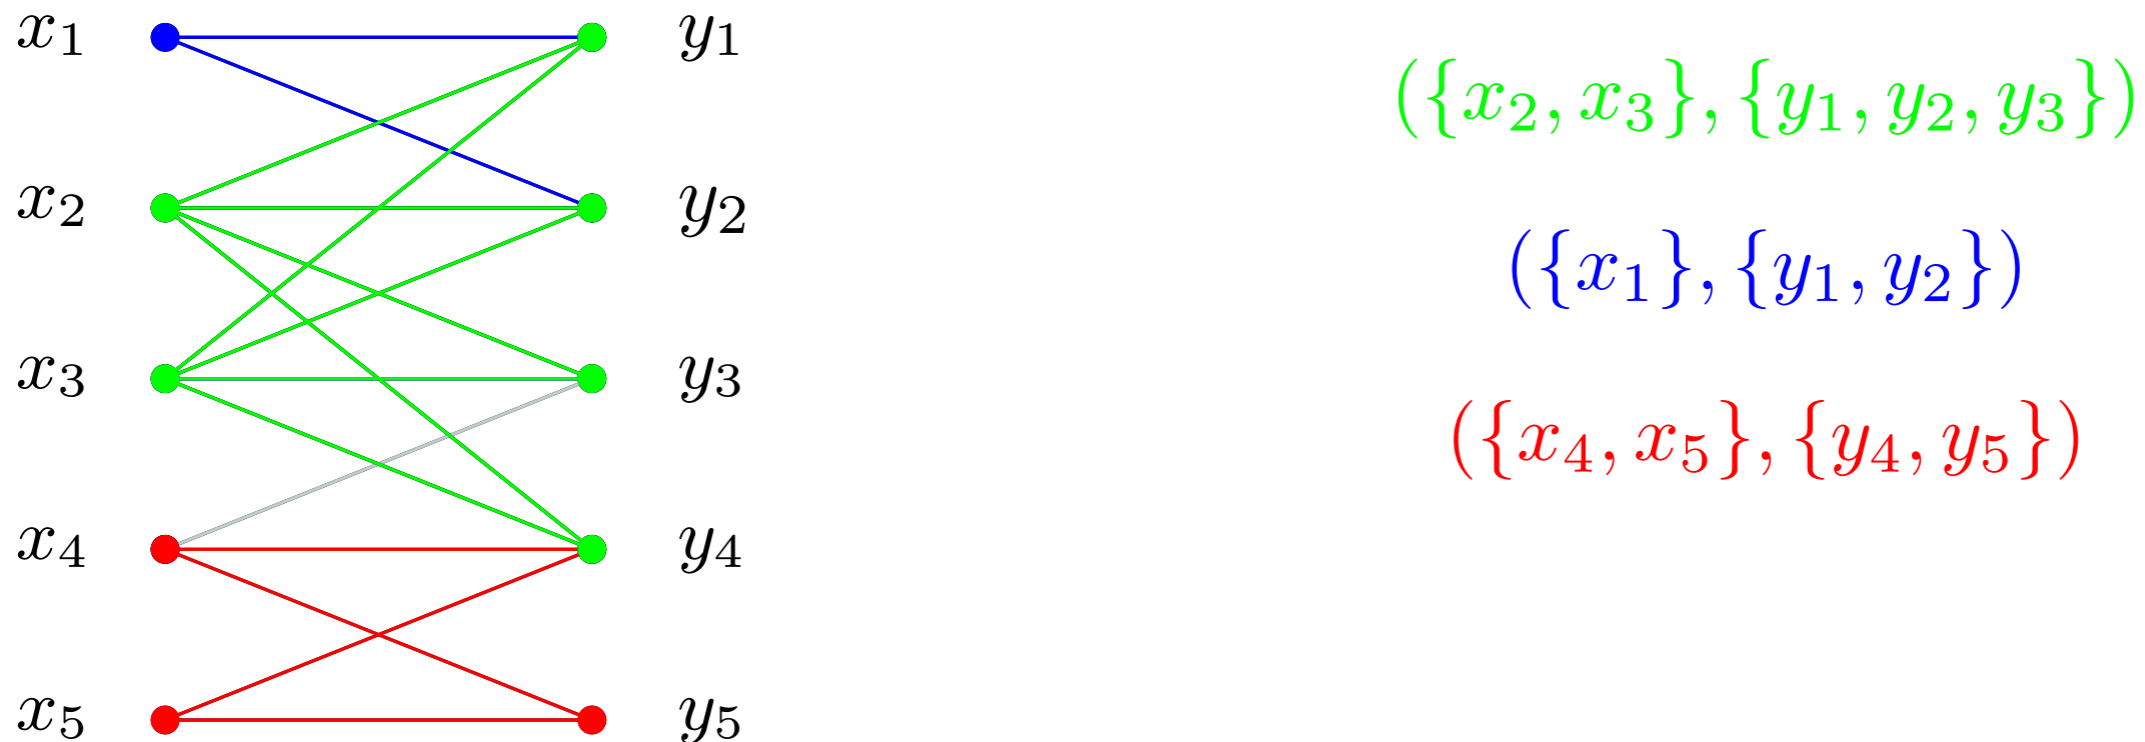 x₁ y₁
({x₂, x₃}, {y₁, y₂, y₃})
x₂ y₂
({x₁}, {y₁, y₂})
x₃ y₃
({x₄, x₅}, {y₄, y₅})
x₄ y₄
x₅ y₅